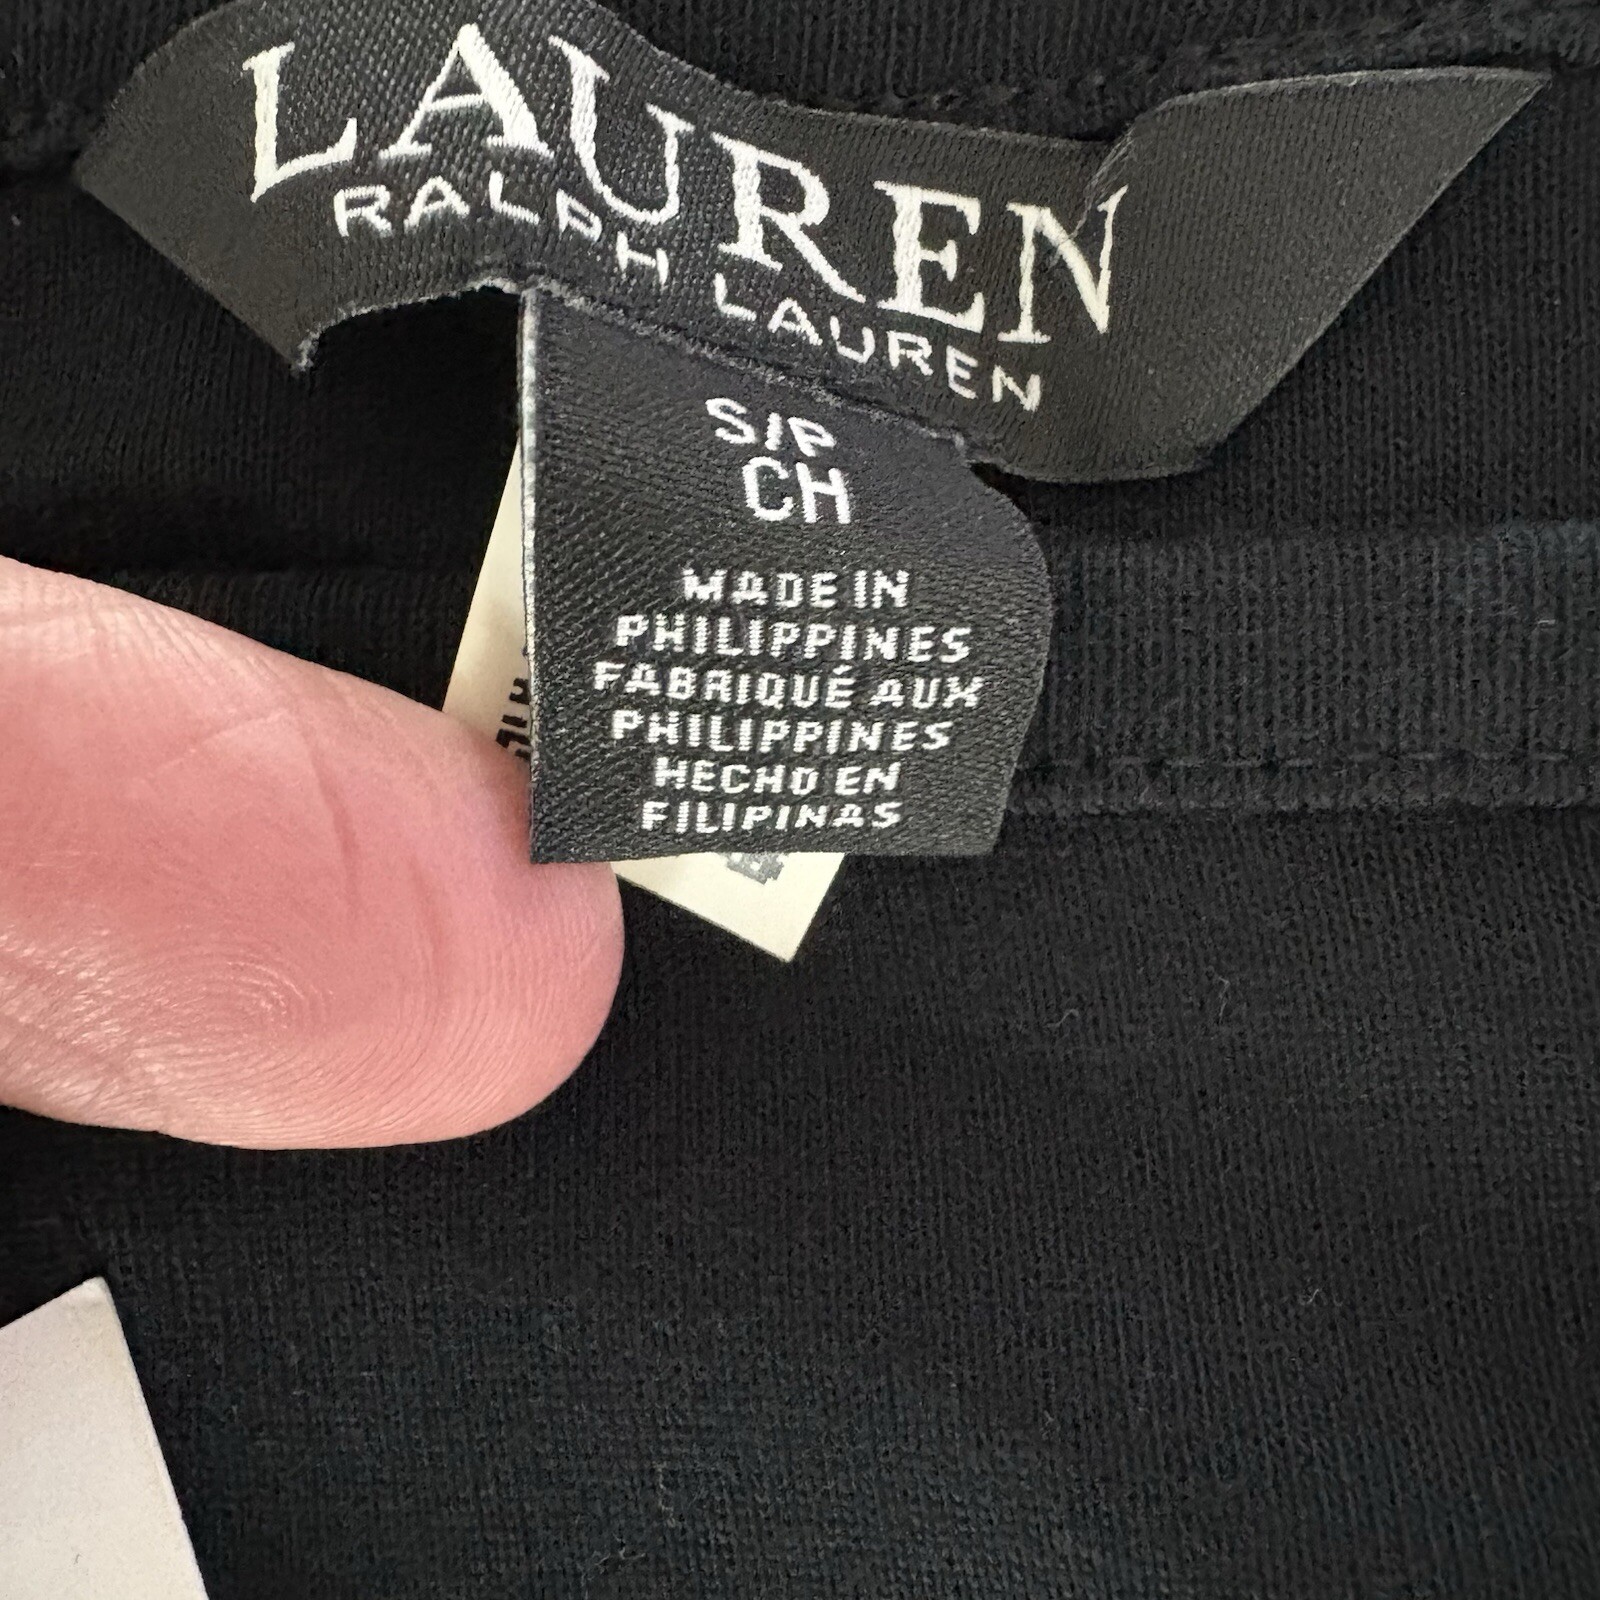 LAUREN
RALPH LAUREN
S/P
CH
MADE IN
PHILIPPINES
FABRIQUÉ AUX
PHILIPPINES
HECHO EN
FILIPINAS